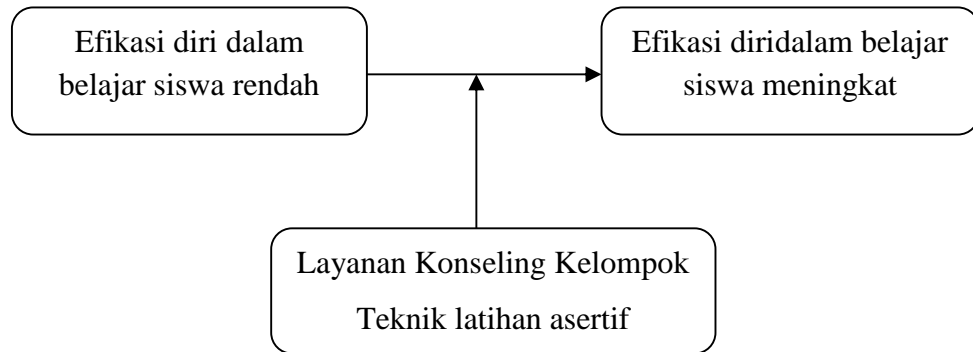 Efikasi diri dalam
belajar siswa rendah
Efikasi diridalam belajar
siswa meningkat
Layanan Konseling Kelompok
Teknik latihan asertif